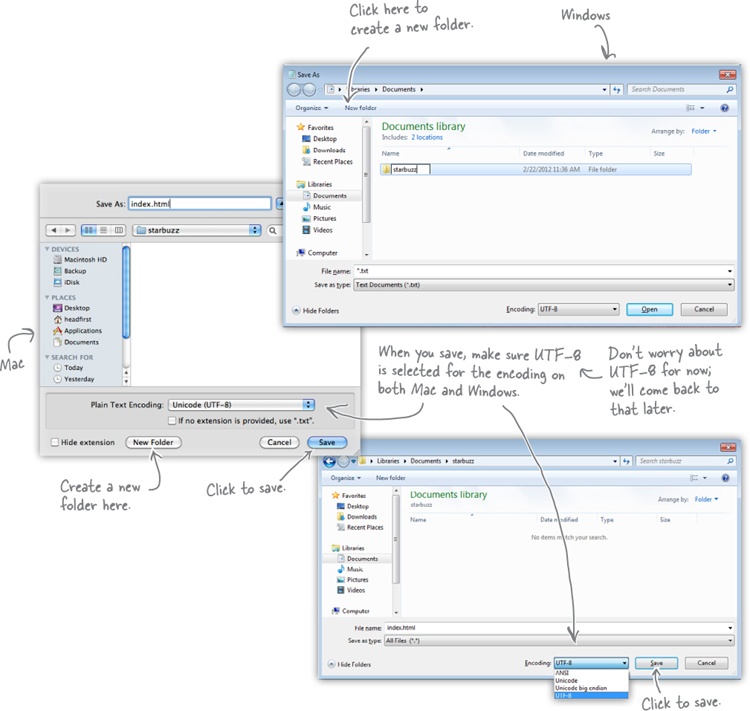 Click here to
create a new folder.
Windows
Save As
Libraries
Documents
Search Documents
Organize
New folder
Favorites
Desktop
Downloads
Recent Places
Libraries
Documents
Music
Pictures
Videos
Computer
Documents library
Includes: 2 locations
Arrange by: Folder
Name
Date modified
Type
Size
starbuzz
2/22/2012 11:36 AM
File folder
File name: *.txt
Save as type: Text Documents (*.txt)
Hide Folders
Encoding: UTF-8
Open
Cancel
Save As: index.html
starbuzz
DEVICES
Macintosh HD
Backup
iDisk
PLACES
Desktop
headfirst
Applications
Documents
SEARCH FOR
Today
Yesterday
Plain Text Encoding: Unicode (UTF-8)
If no extension is provided, use ".txt".
Hide extension
New Folder
Cancel
Save
Mac
Create a new
folder here.
Click to save.
When you save, make sure UTF-8
is selected for the encoding on
both Mac and Windows.
Don't worry about
UTF-8 for now;
we'll come back to
that later.
Libraries
Documents
starbuzz
Search starbuzz
Organize
New folder
Favorites
Desktop
Downloads
Recent Places
Libraries
Documents
Music
Pictures
Videos
Computer
Documents library
starbuzz
Arrange by: Folder
Name
Date modified
Type
Size
No items match your search.
File name: index.html
Save as type: All Files (*.*)
Hide Folders
Encoding: UTF-8
ANSI
Unicode
Unicode big endian
UTF-8
Save
Cancel
Click to save.